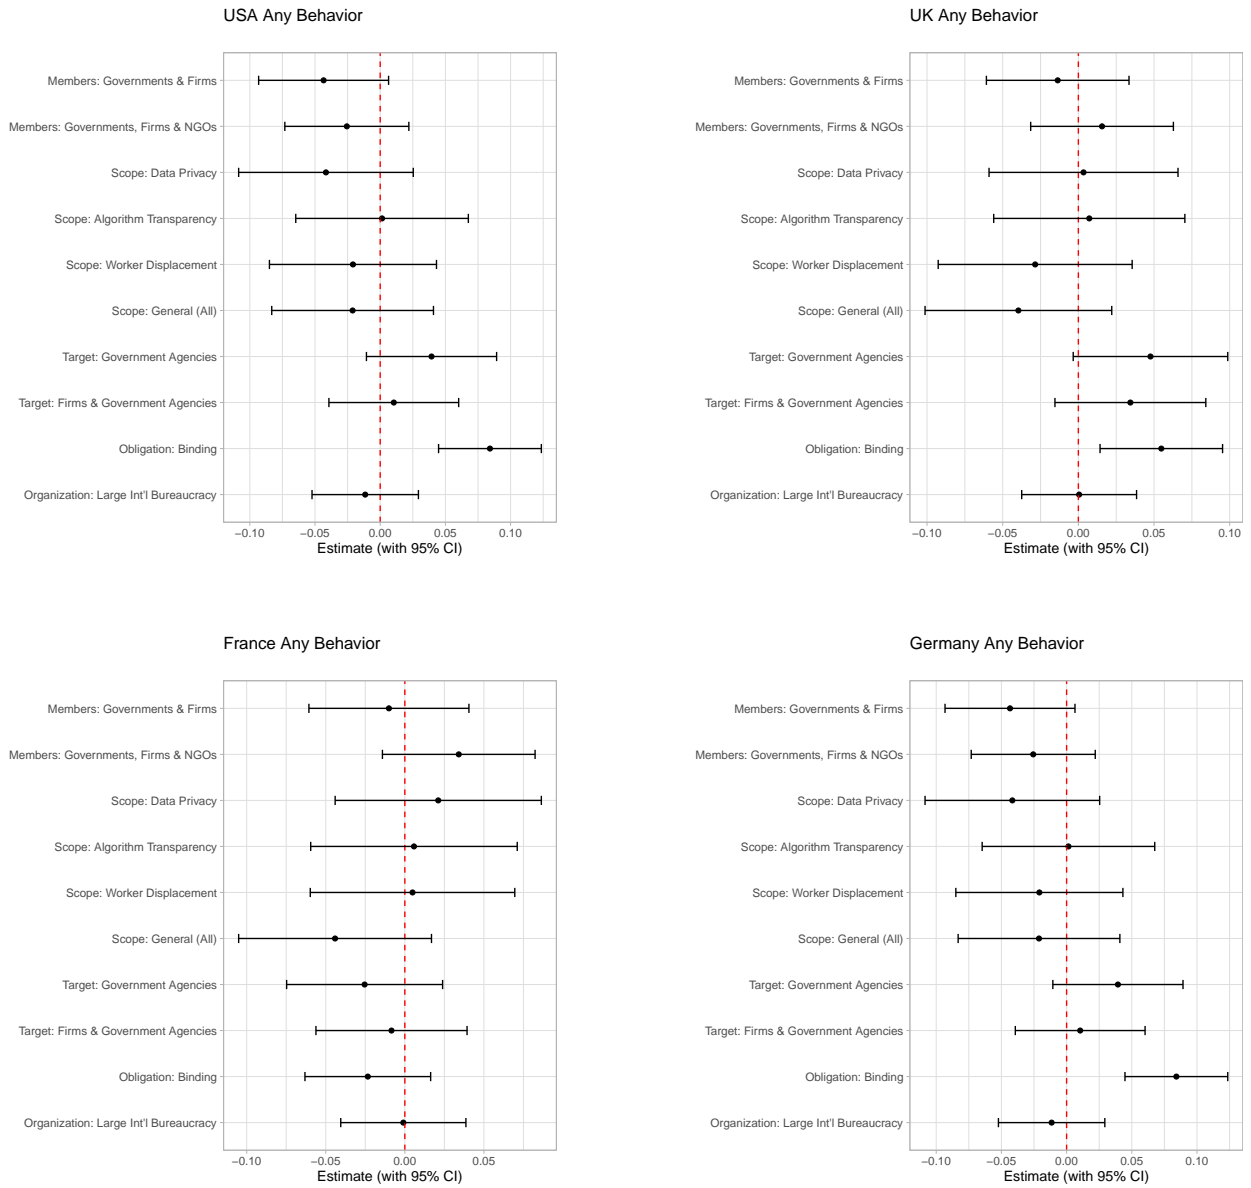 USA Any Behavior
Members: Governments & Firms
Members: Governments, Firms & NGOs
Scope: Data Privacy
Scope: Algorithm Transparency
Scope: Worker Displacement
Scope: General (All)
Target: Government Agencies
Target: Firms & Government Agencies
Obligation: Binding
Organization: Large Int'l Bureaucracy
−0.10 −0.05 0.00 0.05 0.10
Estimate (with 95% CI)
UK Any Behavior
Members: Governments & Firms
Members: Governments, Firms & NGOs
Scope: Data Privacy
Scope: Algorithm Transparency
Scope: Worker Displacement
Scope: General (All)
Target: Government Agencies
Target: Firms & Government Agencies
Obligation: Binding
Organization: Large Int'l Bureaucracy
−0.10 −0.05 0.00 0.05 0.10
Estimate (with 95% CI)
France Any Behavior
Members: Governments & Firms
Members: Governments, Firms & NGOs
Scope: Data Privacy
Scope: Algorithm Transparency
Scope: Worker Displacement
Scope: General (All)
Target: Government Agencies
Target: Firms & Government Agencies
Obligation: Binding
Organization: Large Int'l Bureaucracy
−0.10 −0.05 0.00 0.05
Estimate (with 95% CI)
Germany Any Behavior
Members: Governments & Firms
Members: Governments, Firms & NGOs
Scope: Data Privacy
Scope: Algorithm Transparency
Scope: Worker Displacement
Scope: General (All)
Target: Government Agencies
Target: Firms & Government Agencies
Obligation: Binding
Organization: Large Int'l Bureaucracy
−0.10 −0.05 0.00 0.05 0.10
Estimate (with 95% CI)